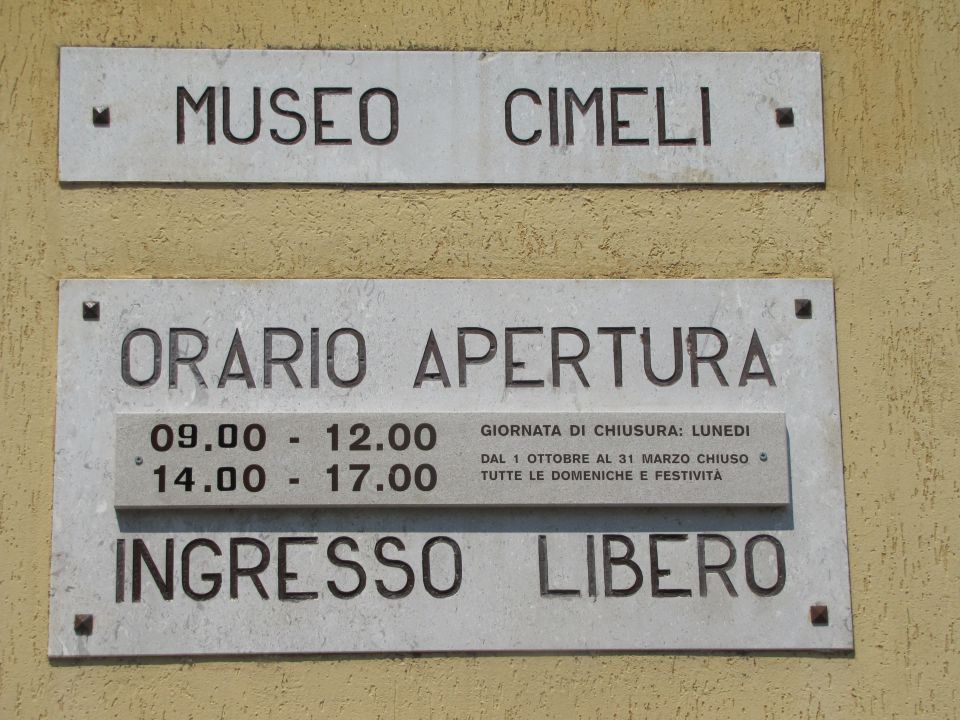 MUSEO CIMELI
ORARIO APERTURA
09.00 - 12.00
14.00 - 17.00
GIORNATA DI CHIUSURA: LUNEDI
DAL 1 OTTOBRE AL 31 MARZO CHIUSO
TUTTE LE DOMENICHE E FESTIVITÀ
INGRESSO LIBERO